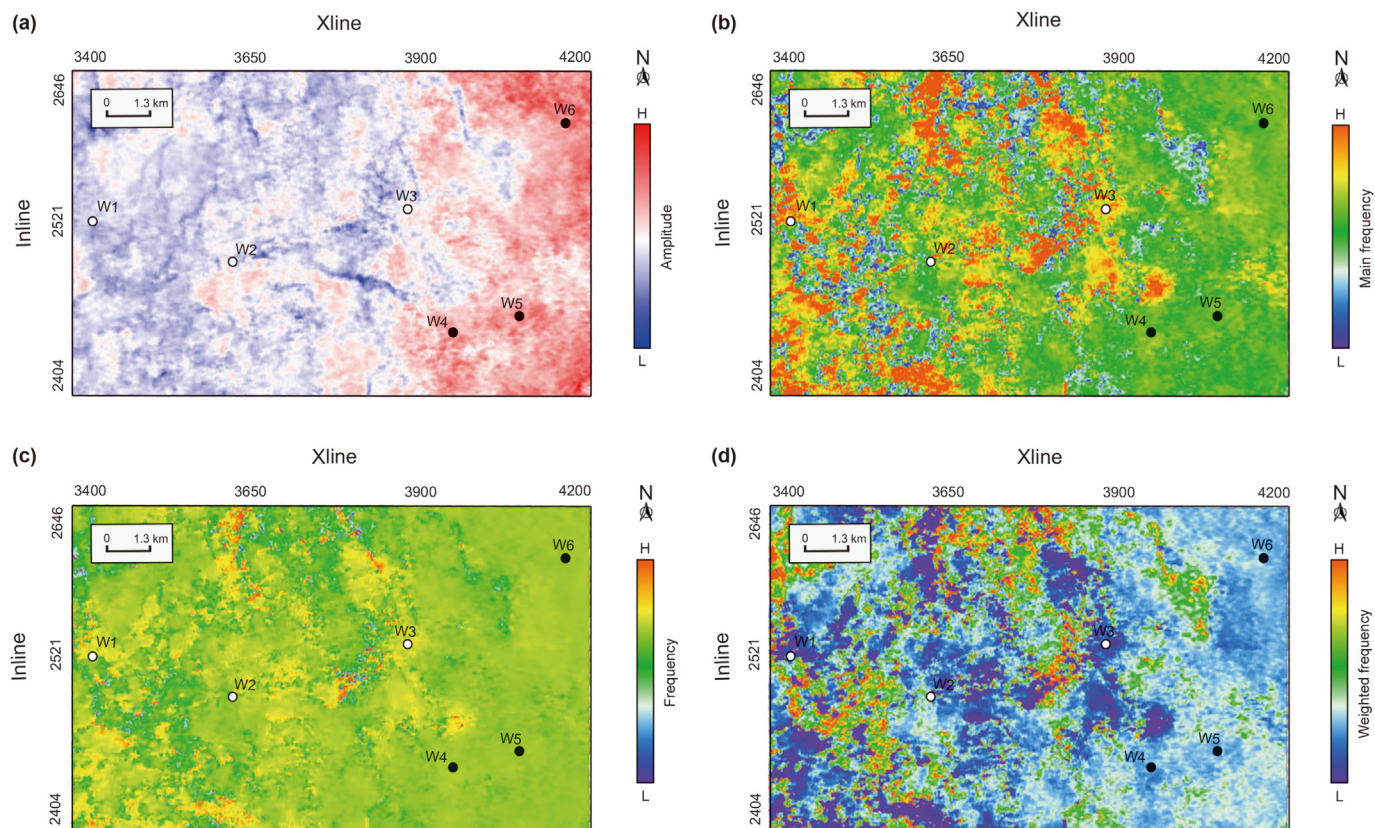 (a)
Xline
3400 3650 3900 4200
2646
2521
2404
Inline
0 1.3 km
W1
W2
W3
W4
W5
W6
N
H
Amplitude
L
(b)
Xline
3400 3650 3900 4200
2646
2521
2404
Inline
0 1.3 km
W1
W2
W3
W4
W5
W6
N
H
Main frequency
L
(c)
Xline
3400 3650 3900 4200
2646
2521
2404
Inline
0 1.3 km
W1
W2
W3
W4
W5
W6
N
H
Frequency
L
(d)
Xline
3400 3650 3900 4200
2646
2521
2404
Inline
0 1.3 km
W1
W2
W3
W4
W5
W6
N
H
Weighted frequency
L